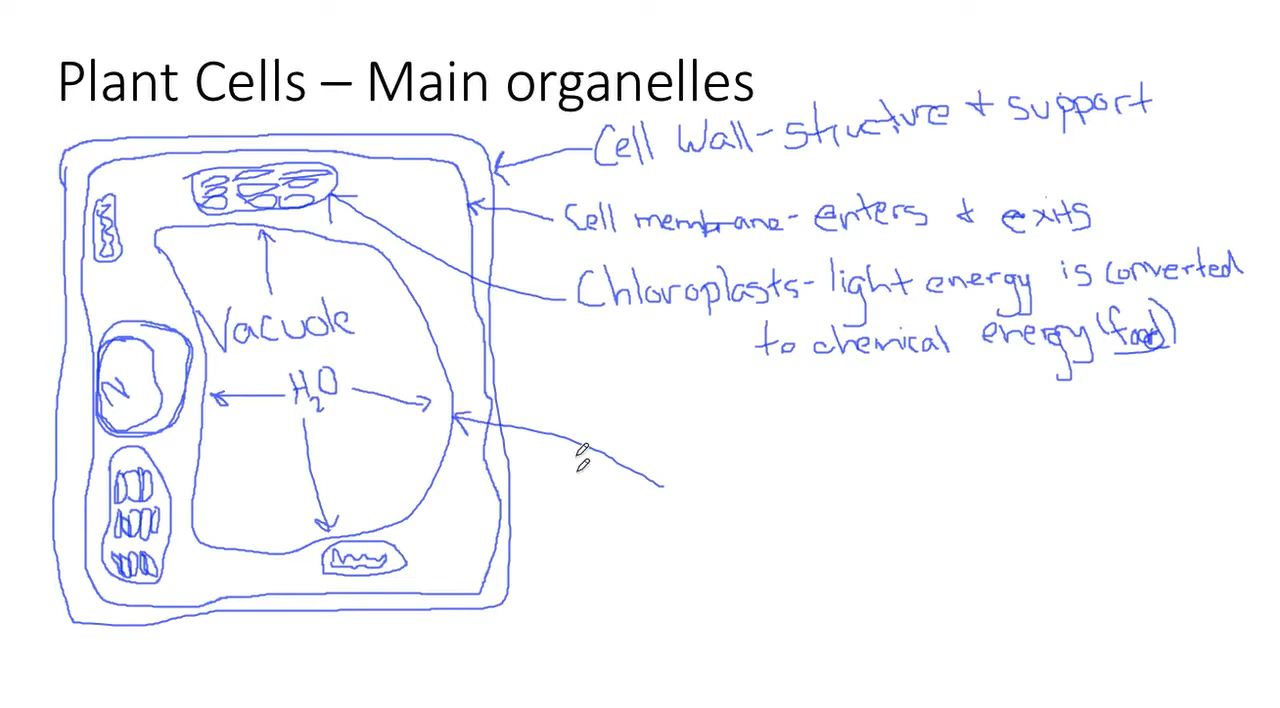 Plant Cells – Main organelles
Cell Wall - structure + support
Cell membrane - enters + exits
Chloroplasts - light energy is converted
to chemical energy (food)
Vacuole
H2O
N